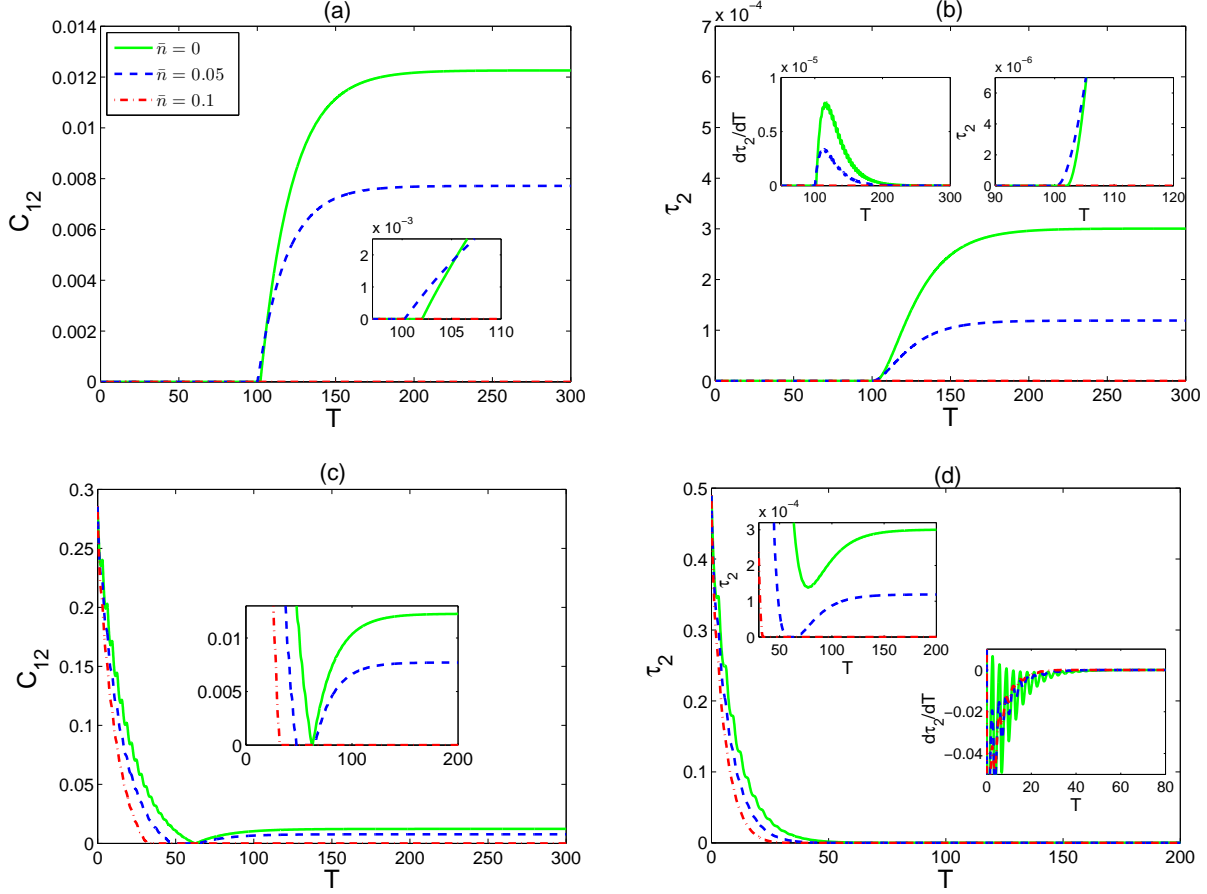 (a)
0.014
0.012
0.01
0.008
0.006
0.004
0.002
0
C12
n̄ = 0
n̄ = 0.05
n̄ = 0.1
x 10⁻³
2
1
0
100 105 110
0 50 100 150 200 250 300
T
(b)
7 x 10⁻⁴
6
5
4
3
2
1
0
τ2
x 10⁻⁵
1
0.5
0
dτ2/dT
100 200 300
T
x 10⁻⁶
6
4
2
0
τ2
90 100 110 120
T
0 50 100 150 200 250 300
T
(c)
0.3
0.25
0.2
0.15
0.1
0.05
0
C12
0.01
0.005
0
0 100 200
0 50 100 150 200 250 300
T
(d)
0.5
0.4
0.3
0.2
0.1
0
τ2
x 10⁻⁴
3
2
1
0
τ2
50 100 150 200
T
0
−0.02
−0.04
dτ2/dT
0 20 40 60 80
T
0 50 100 150 200
T